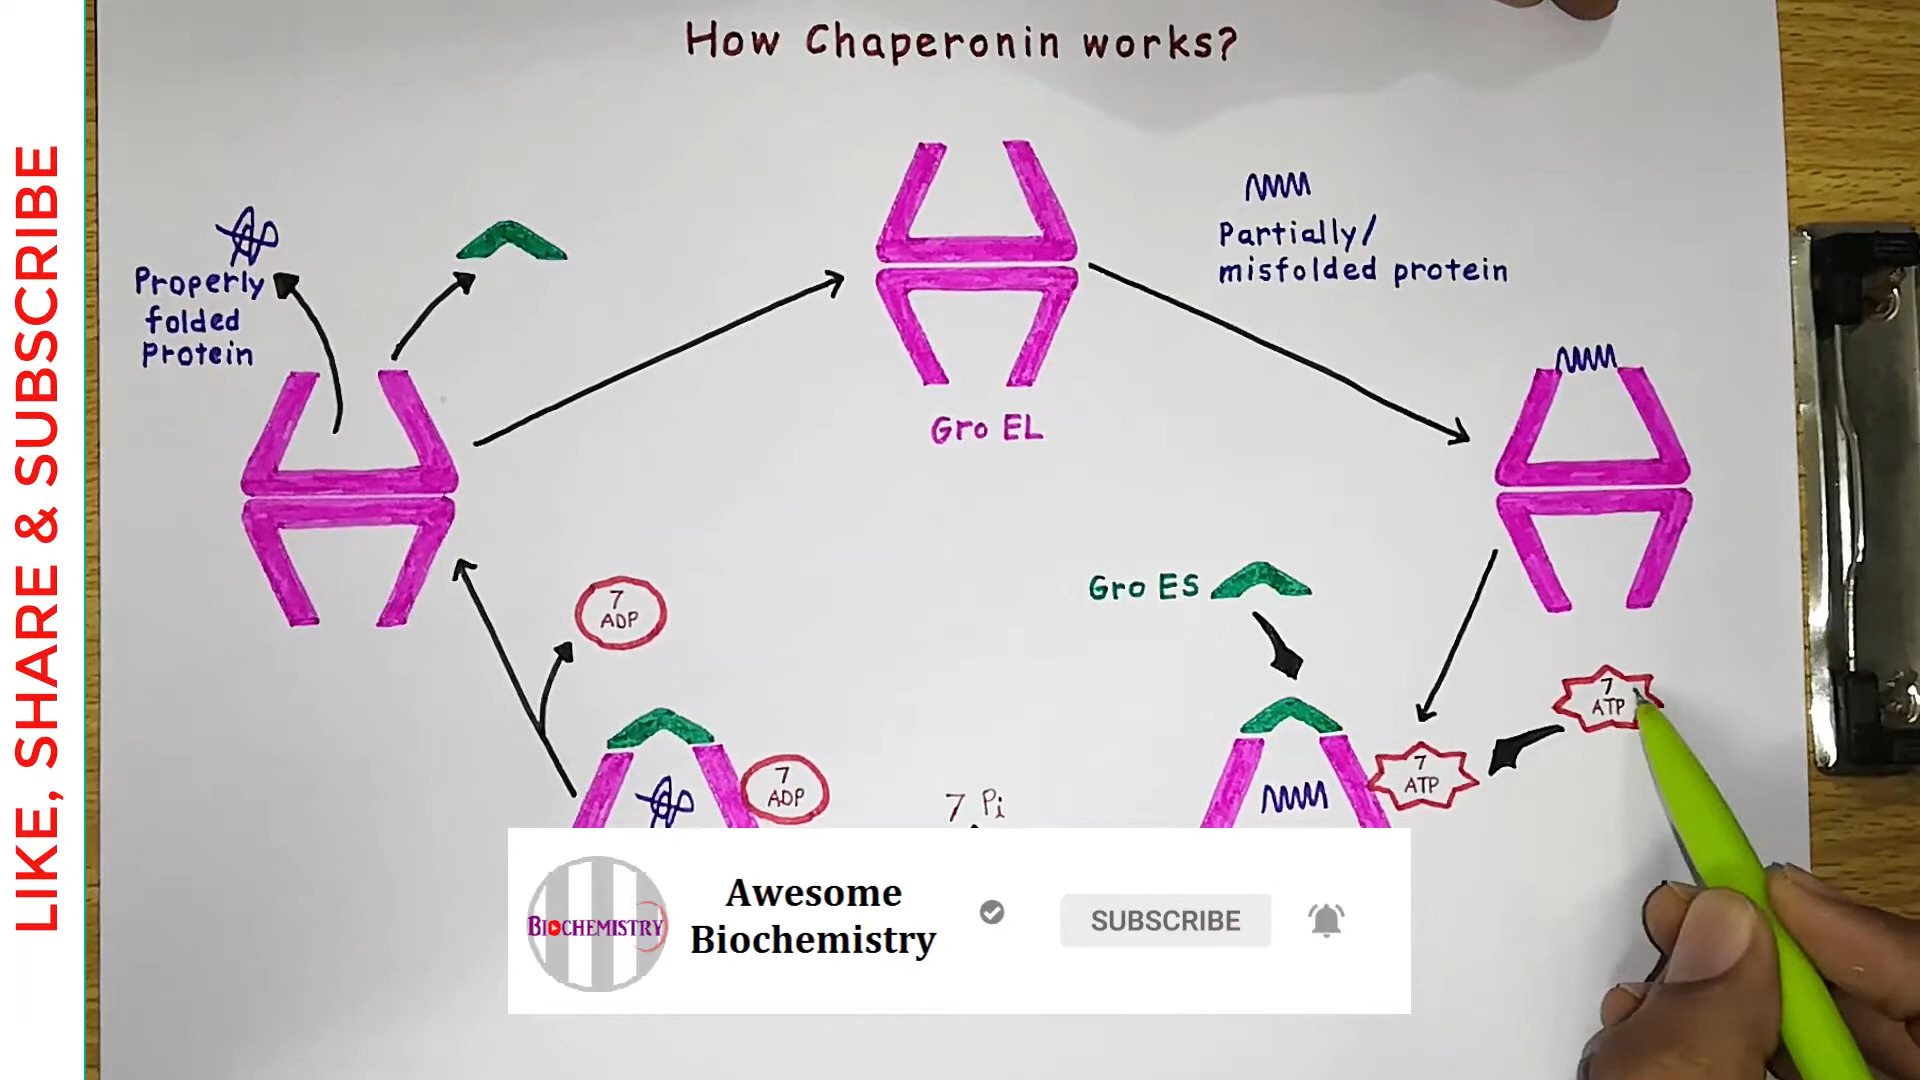 How Chaperonin works?
LIKE, SHARE & SUBSCRIBE
Partially/
misfolded protein
Properly
folded
Protein
Gro EL
Gro ES
7
ADP
7
ATP
7
ADP
7
ATP
7 Pi
Awesome
Biochemistry
BIOCHEMISTRY
SUBSCRIBE